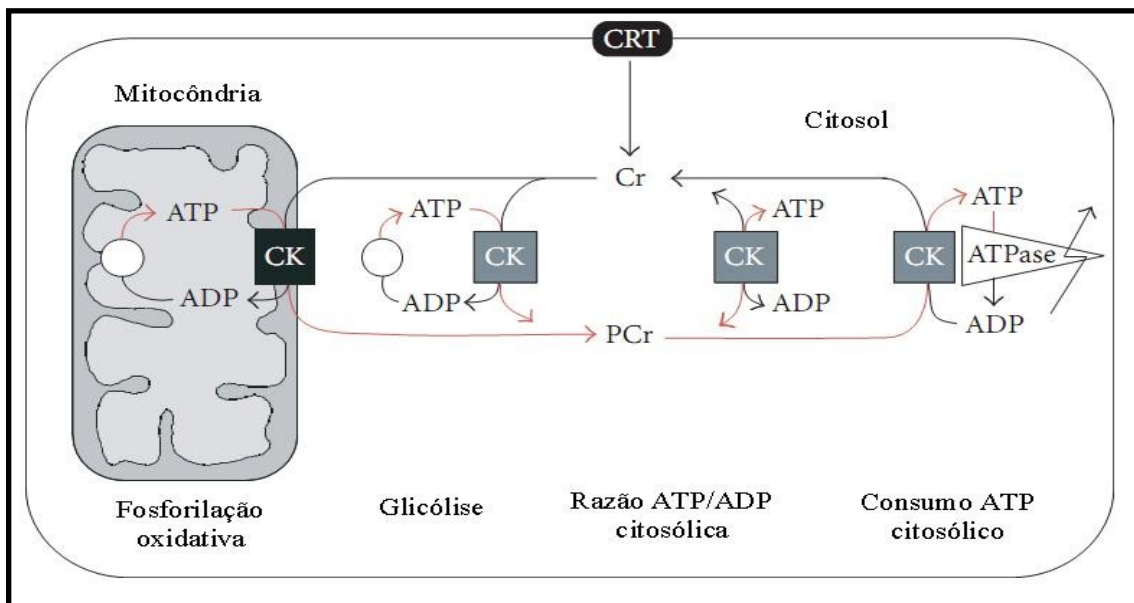 CRT
Mitocôndria
Citosol
Cr
ATP
ATP
ATP
ATP
CK
CK
CK
CK
ATPase
ADP
ADP
ADP
ADP
PCr
Fosforilação
oxidativa
Glicólise
Razão ATP/ADP
citosólica
Consumo ATP
citosólico